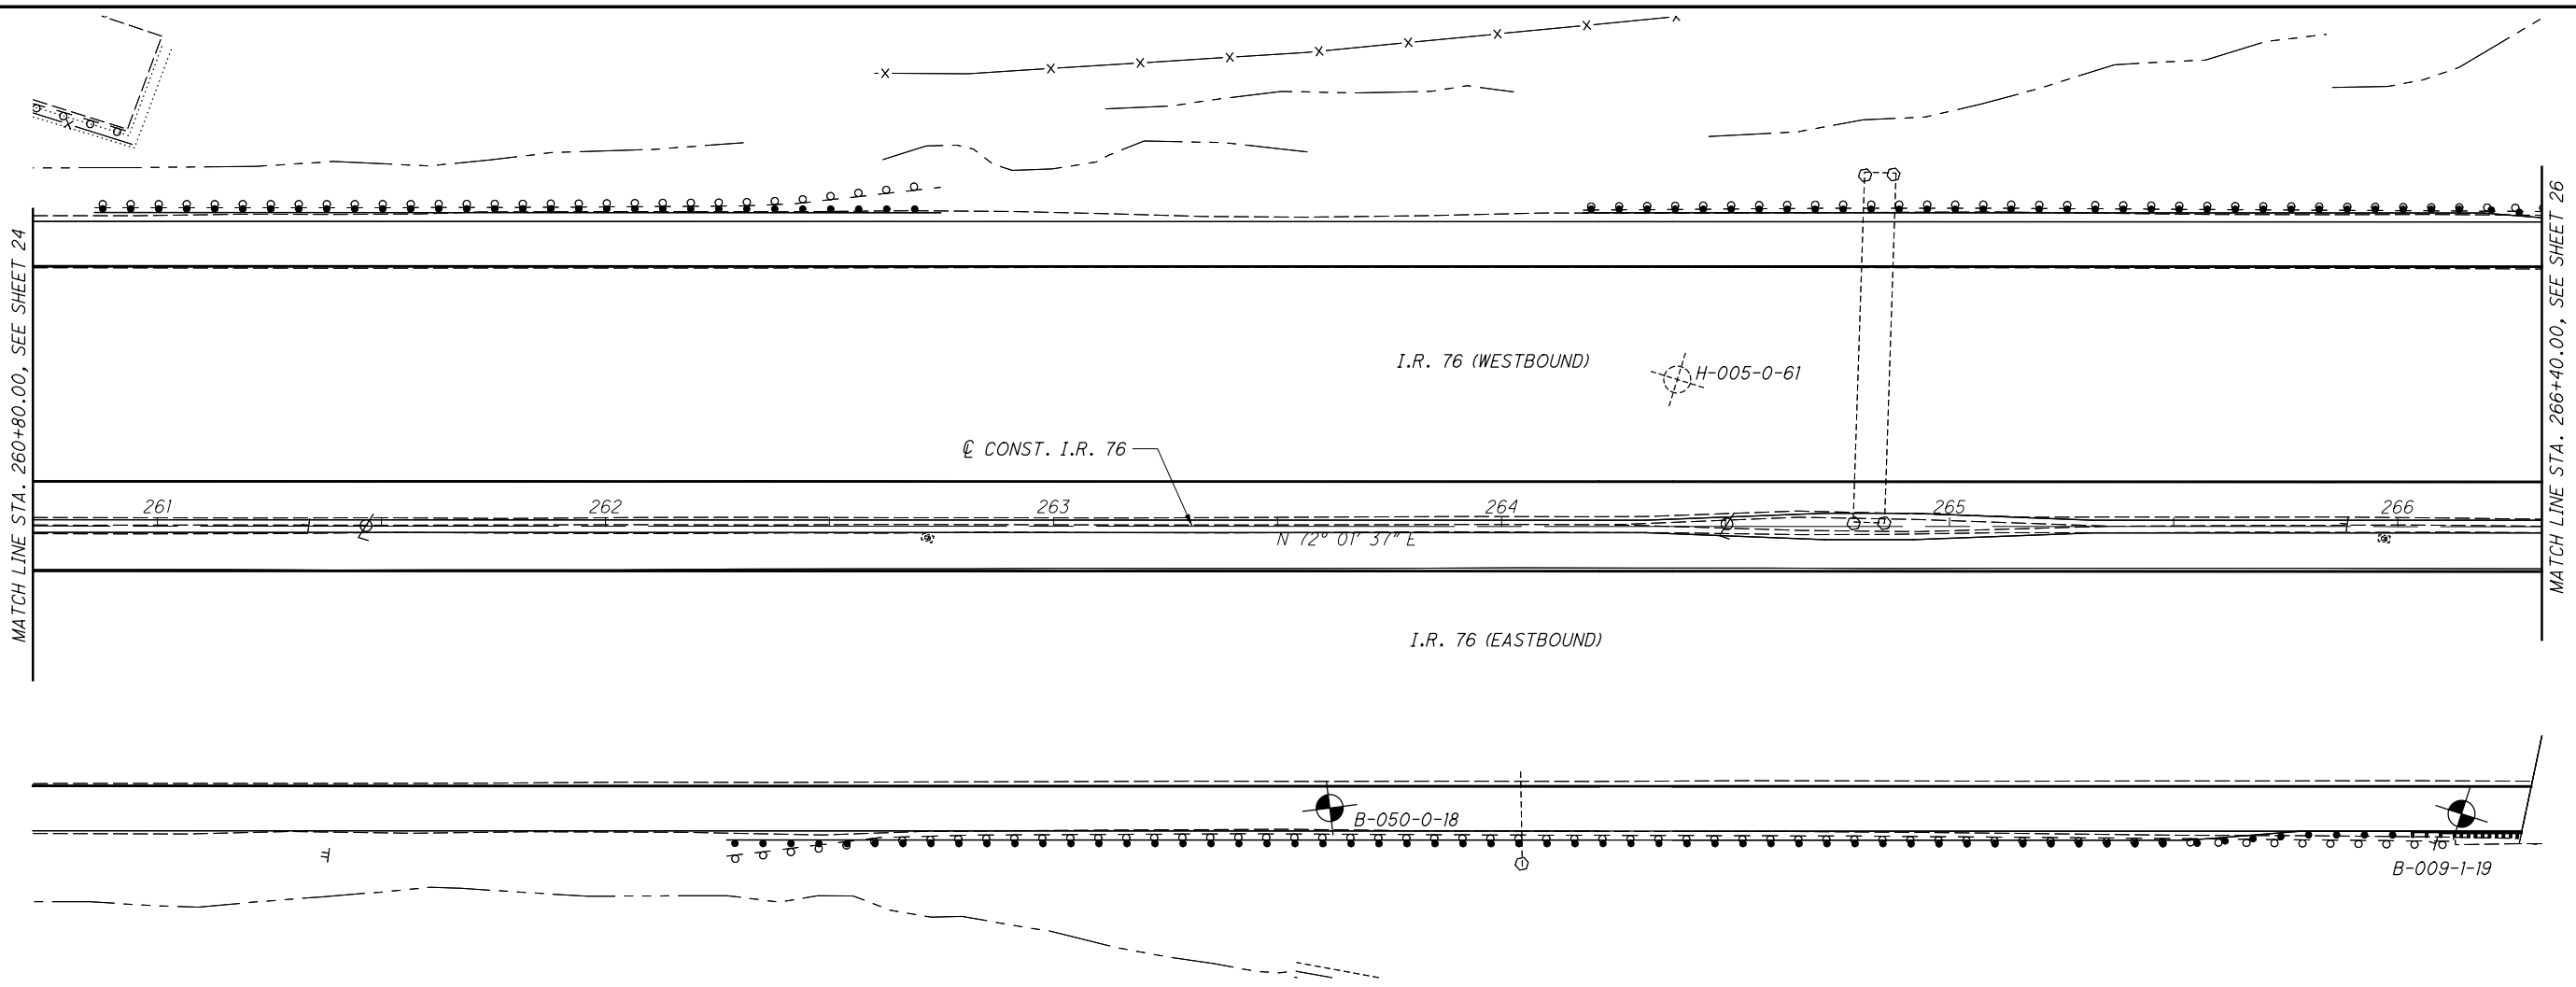 MATCH LINE STA. 260+80.00, SEE SHEET 24
MATCH LINE STA. 266+40.00, SEE SHEET 26
I.R. 76 (WESTBOUND)
H-005-0-61
℄ CONST. I.R. 76
261 262 263 264 265 266
N 72° 01' 37" E
I.R. 76 (EASTBOUND)
B-050-0-18
B-009-1-19